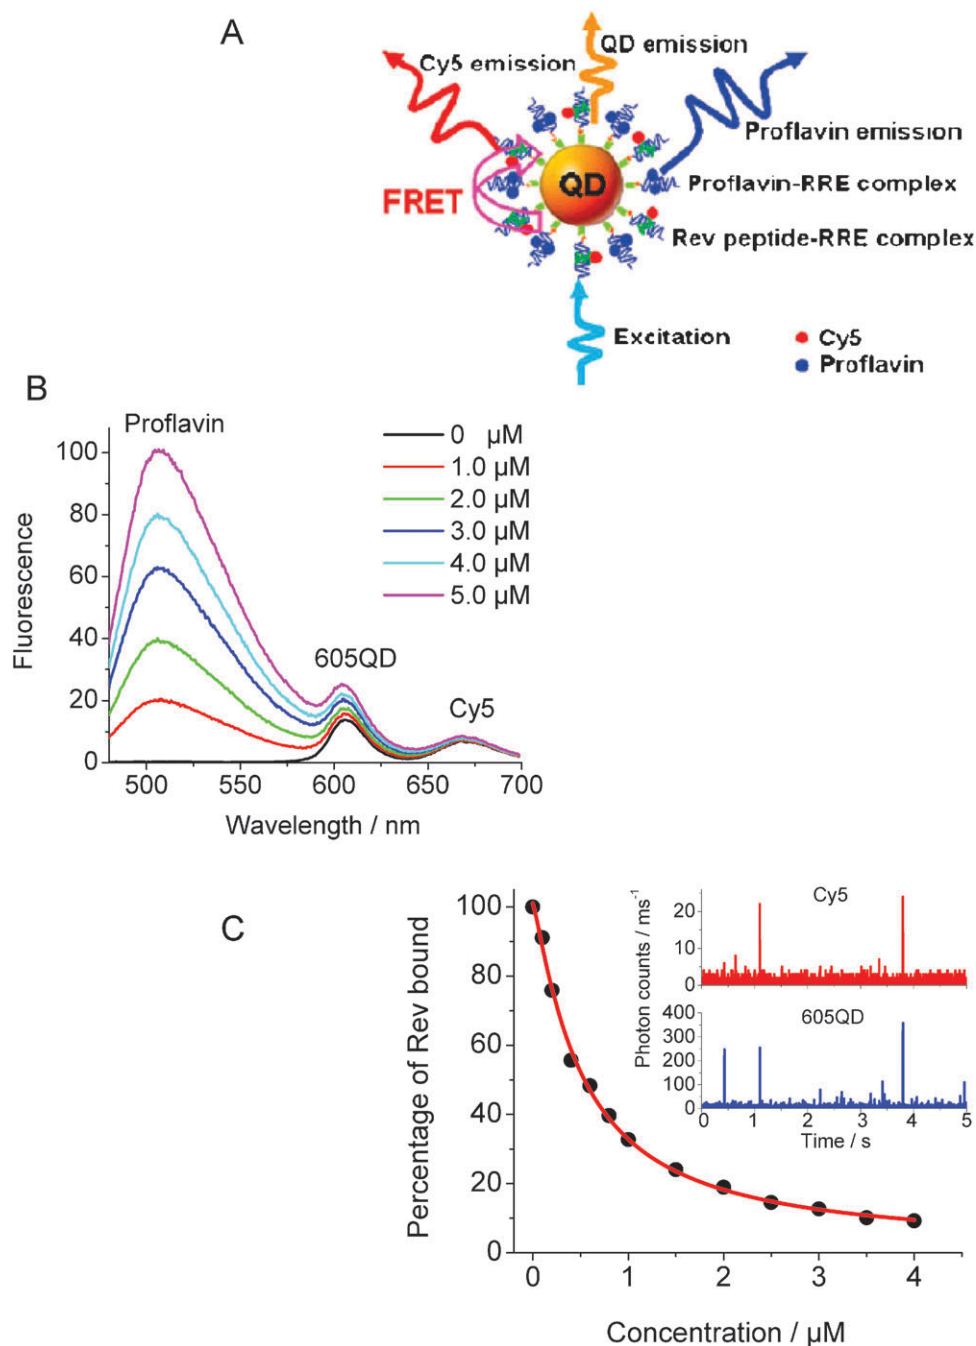 A
QD emission
Cy5 emission
Proflavin emission
QD
Proflavin-RRE complex
FRET
Rev peptide-RRE complex
Excitation
Cy5
Proflavin
B
Proflavin
0 µM
1.0 µM
2.0 µM
3.0 µM
4.0 µM
5.0 µM
605QD
Cy5
Fluorescence
100
80
60
40
20
0
500 550 600 650 700
Wavelength / nm
C
Percentage of Rev bound
100
80
60
40
20
0
0 1 2 3 4
Concentration / µM
Photon counts / ms⁻¹
Cy5
20
10
0
605QD
400
300
200
100
0
0 1 2 3 4 5
Time / s